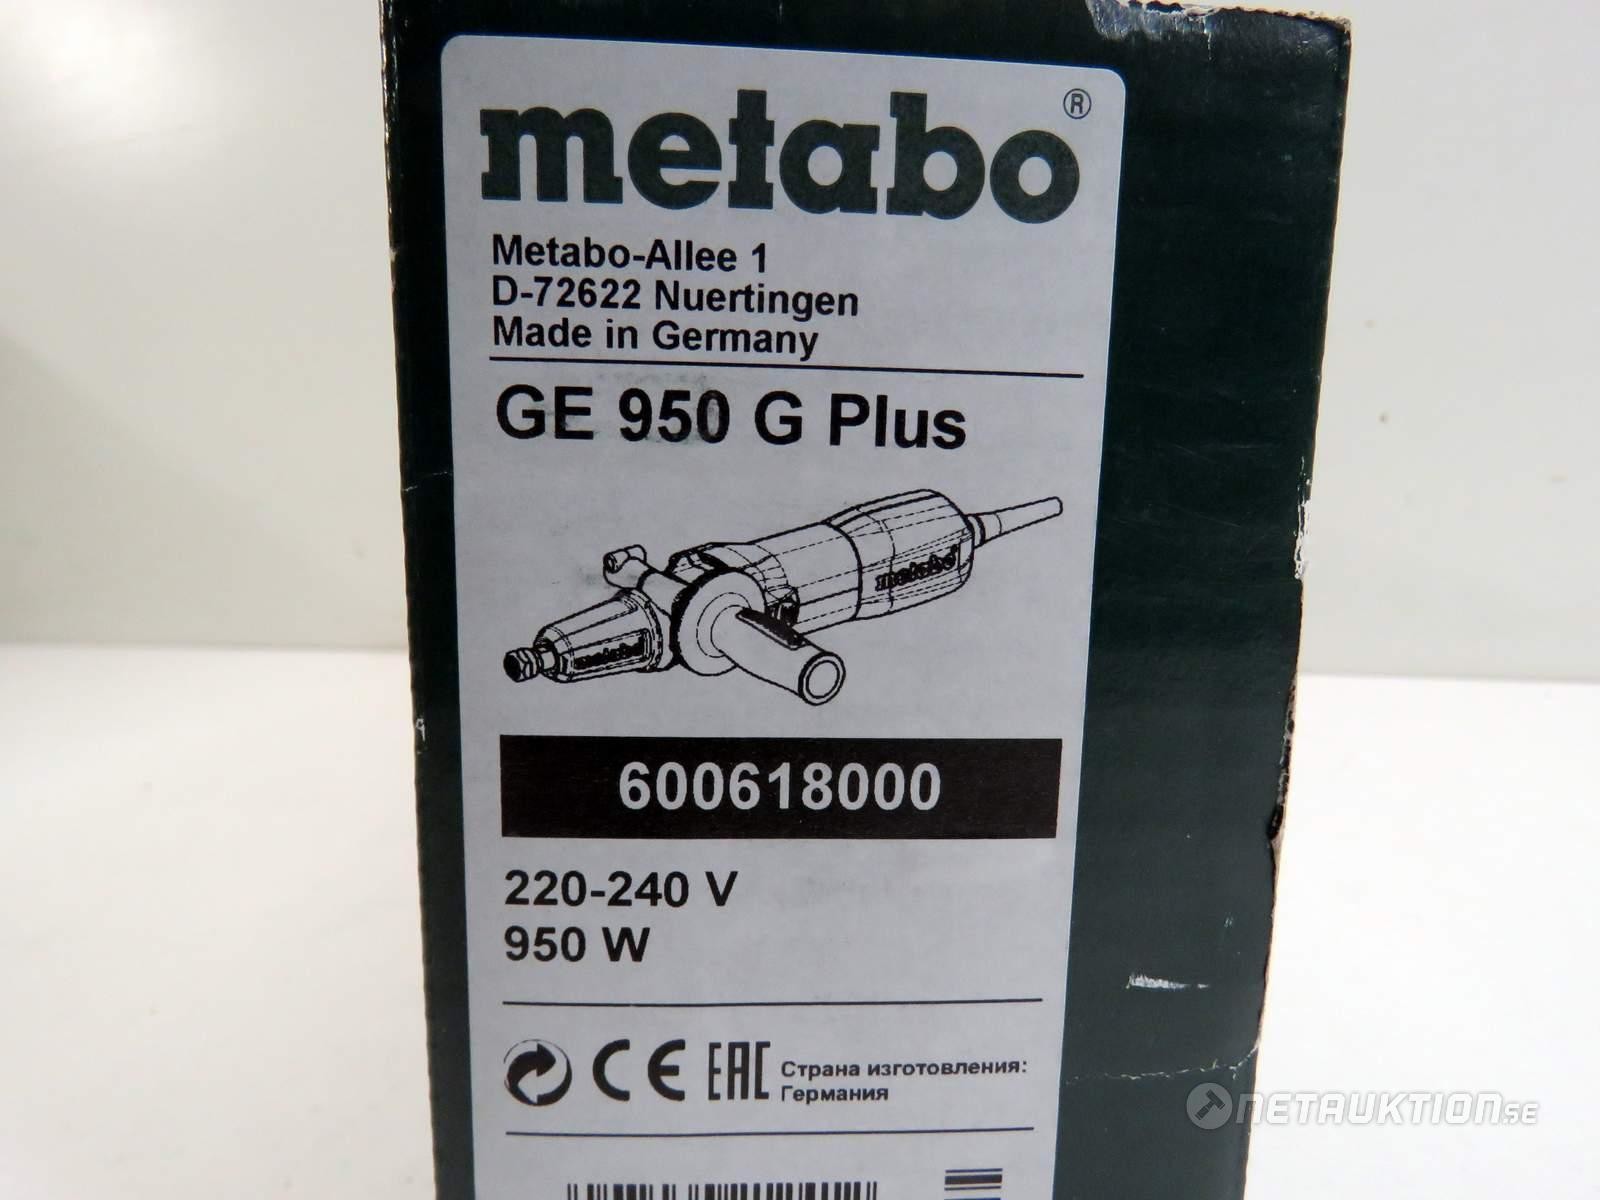 metabo®
Metabo-Allee 1
D-72622 Nuertingen
Made in Germany
GE 950 G Plus
metabo
metabo
600618000
220-240 V
950 W
CE EAC Страна изготовления:
Германия
NETAUKTION.SE